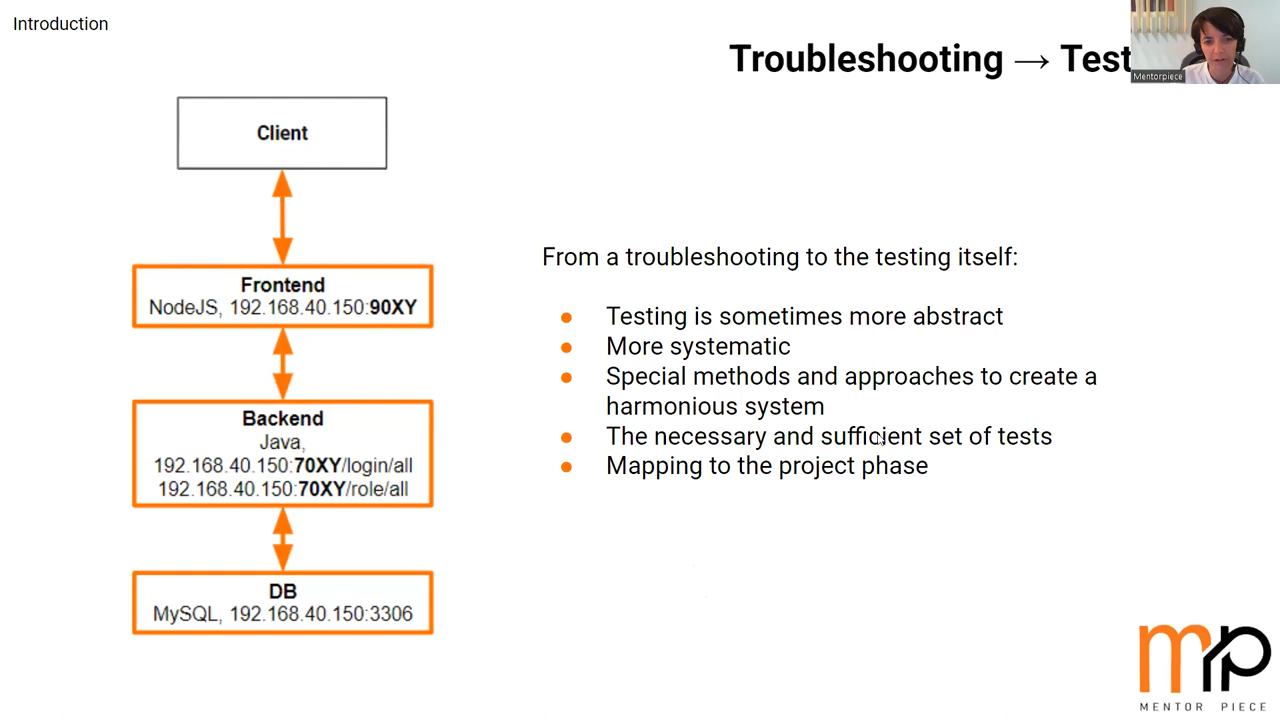 Introduction
Troubleshooting → Test
Mentorpiece
Client
Frontend
NodeJS, 192.168.40.150:90XY
Backend
Java,
192.168.40.150:70XY/login/all
192.168.40.150:70XY/role/all
DB
MySQL, 192.168.40.150:3306
From a troubleshooting to the testing itself:
● Testing is sometimes more abstract
● More systematic
● Special methods and approaches to create a
harmonious system
● The necessary and sufficient set of tests
● Mapping to the project phase
mp
MENTOR PIECE